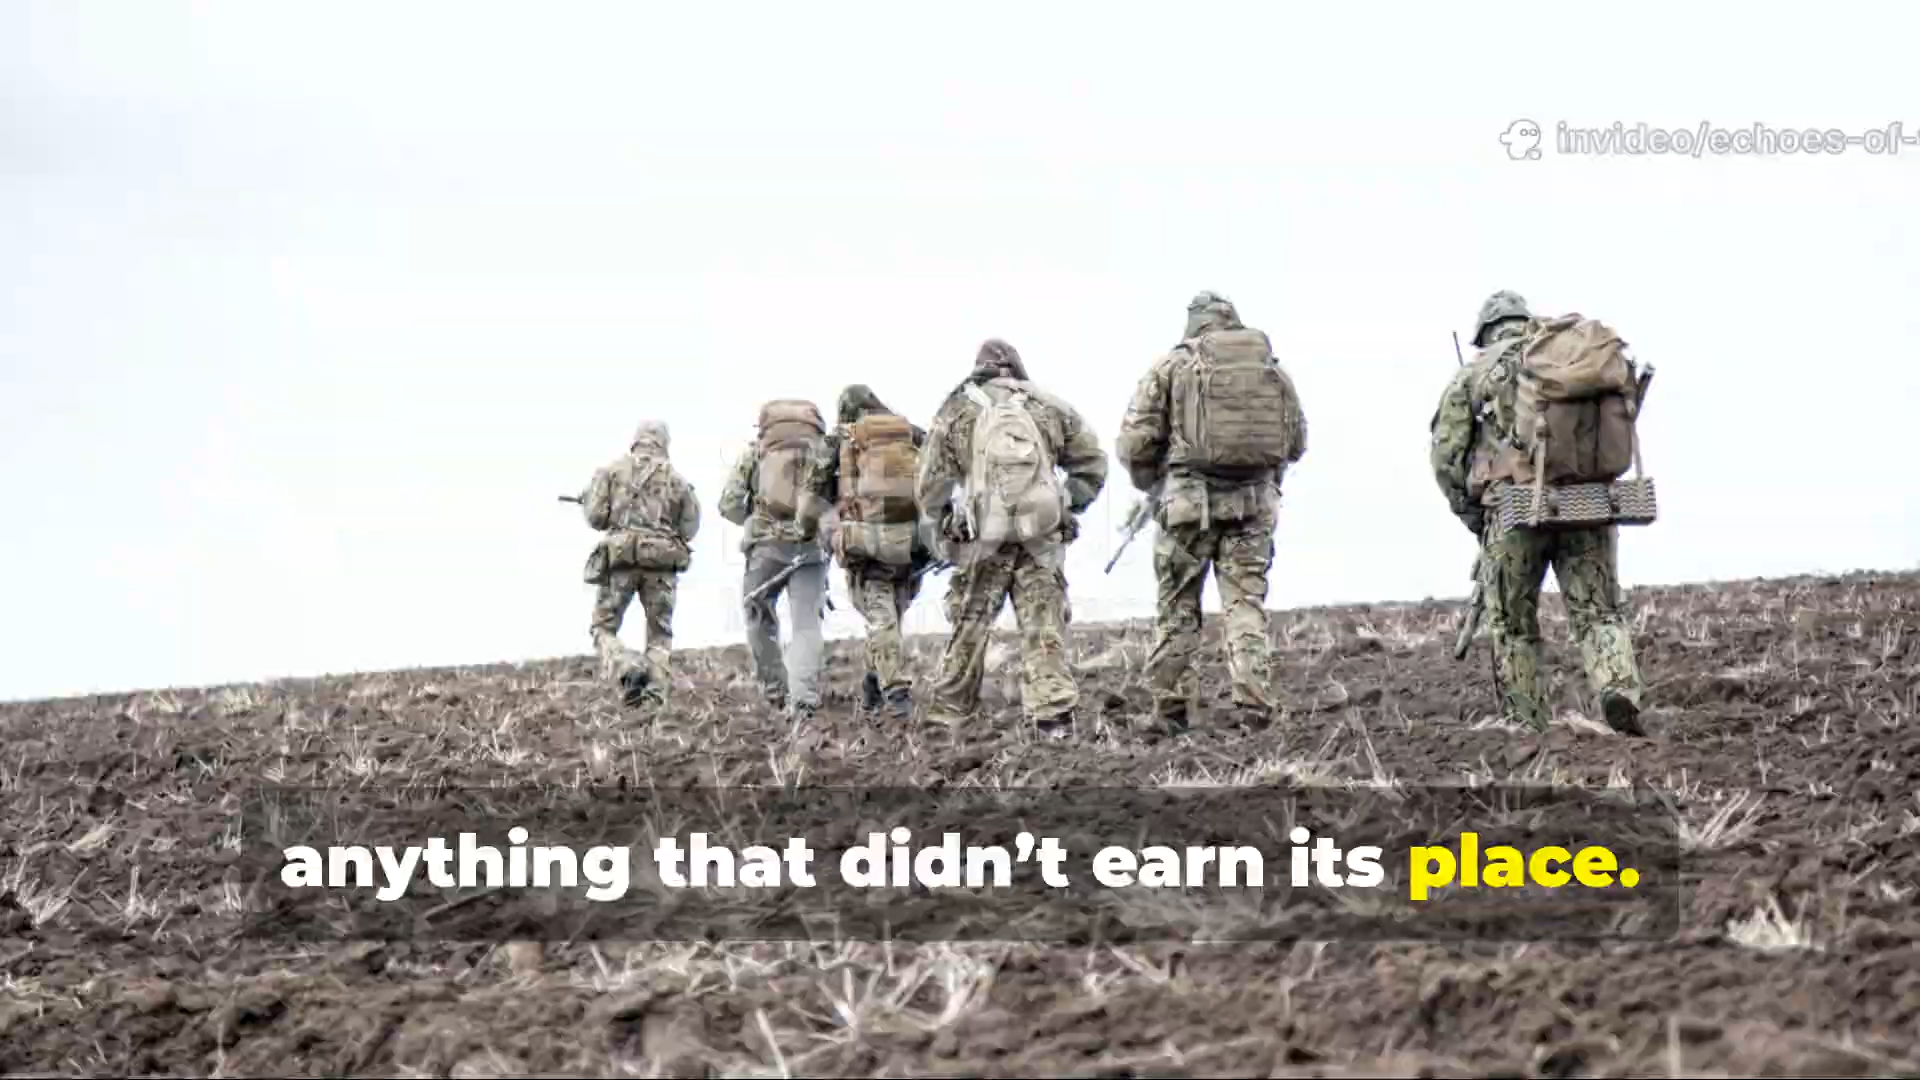 invideo/echoes-of-
anything that didn't earn its place.